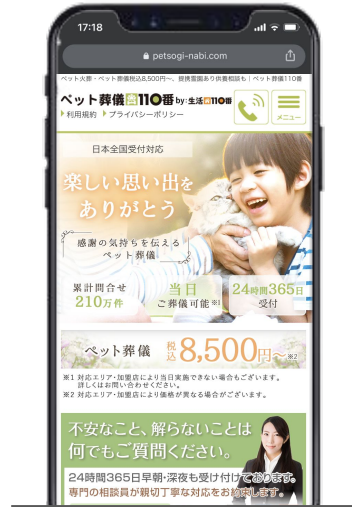 17:18
petsogi-nabi.com
ペット火葬・ペット葬儀税込8,500円〜、提携霊園あり供養相談も|ペット葬儀110番
ペット葬儀110番 by:生活110番
利用規約 プライバシーポリシー
メニュー
日本全国受付対応
楽しい思い出を
ありがとう
感謝の気持ちを伝える
ペット葬儀
累計問合せ
210万件
当日
ご葬儀可能※1
24時間365日
受付
ペット葬儀 税込8,500円〜※2
※1 対応エリア・加盟店により当日実施できない場合もございます。
詳しくはお問い合わせください。
※2 対応エリア・加盟店により価格が異なる場合がございます。
不安なこと、解らないことは
何でもご質問ください。
24時間365日早朝・深夜も受け付けております。
専門の相談員が親切丁寧な対応をお約束します。